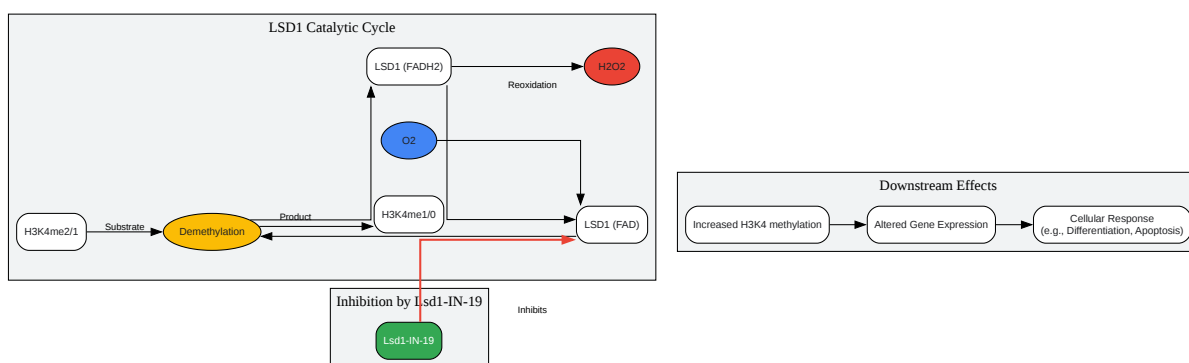 LSD1 Catalytic Cycle
LSD1 (FADH2)
H2O2
Reoxidation
O2
H3K4me2/1
Substrate
Demethylation
Product
H3K4me1/0
LSD1 (FAD)
Inhibition by Lsd1-IN-19
Inhibits
Lsd1-IN-19
Downstream Effects
Increased H3K4 methylation
Altered Gene Expression
Cellular Response
(e.g., Differentiation, Apoptosis)